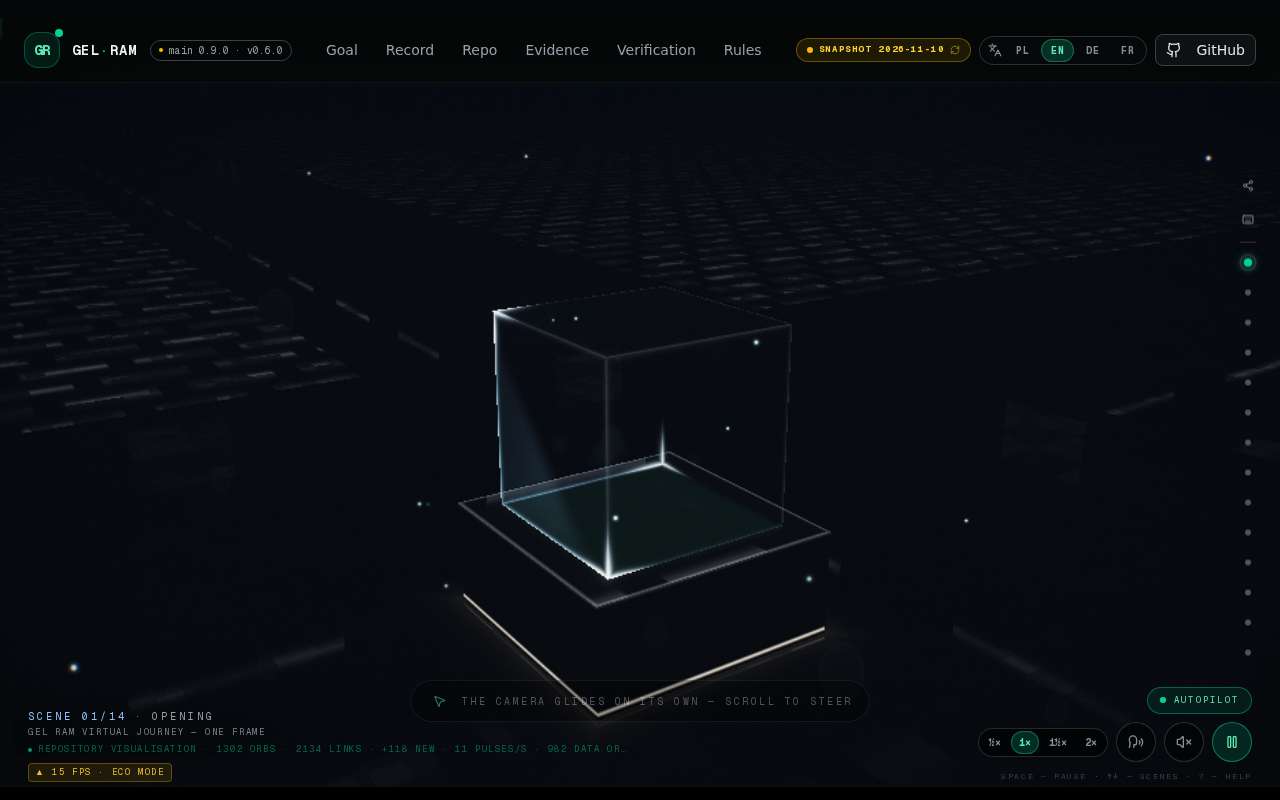 GR GEL·RAM main 0.9.0 · v0.6.0 Goal Record Repo Evidence Verification Rules SNAPSHOT 2026-11-10 PL EN DE FR GitHub
THE CAMERA GLIDES ON ITS OWN — SCROLL TO STEER
AUTOPILOT
SCENE 01/14 · OPENING
GEL RAM VIRTUAL JOURNEY — ONE FRAME
REPOSITORY VISUALISATION · 1302 ORBS · 2134 LINKS · +118 NEW · 11 PULSES/S · 982 DATA OR…
½× 1× 1½× 2×
▲ 15 FPS · ECO MODE
SPACE — PAUSE · ↑↓ — SCENES · ? — HELP